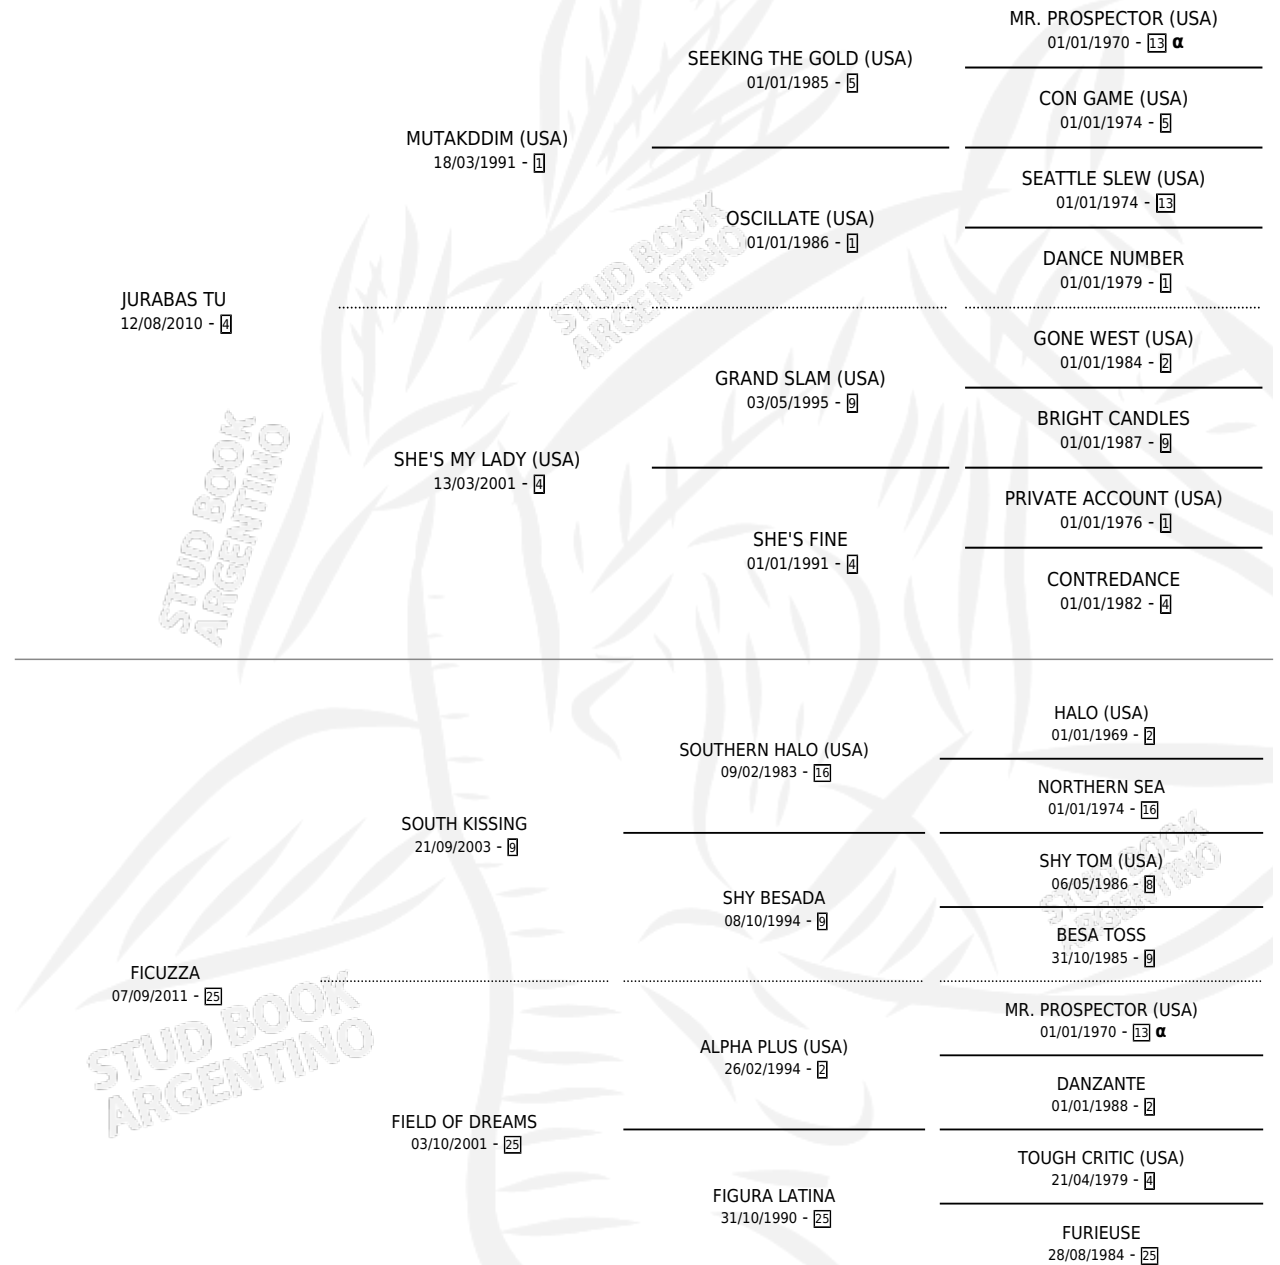 MR. PROSPECTOR (USA)
01/01/1970 - 13 α
SEEKING THE GOLD (USA)
01/01/1985 - 5
CON GAME (USA)
01/01/1974 - 5
MUTAKDDIM (USA)
18/03/1991 - 1
SEATTLE SLEW (USA)
01/01/1974 - 13
OSCILLATE (USA)
01/01/1986 - 1
DANCE NUMBER
01/01/1979 - 1
JURABAS TU
12/08/2010 - 4
GONE WEST (USA)
01/01/1984 - 2
GRAND SLAM (USA)
03/05/1995 - 9
BRIGHT CANDLES
01/01/1987 - 9
SHE'S MY LADY (USA)
13/03/2001 - 4
PRIVATE ACCOUNT (USA)
01/01/1976 - 1
SHE'S FINE
01/01/1991 - 4
CONTREDANCE
01/01/1982 - 4
HALO (USA)
01/01/1969 - 2
SOUTHERN HALO (USA)
09/02/1983 - 16
NORTHERN SEA
01/01/1974 - 16
SOUTH KISSING
21/09/2003 - 9
SHY TOM (USA)
06/05/1986 - 8
SHY BESADA
08/10/1994 - 9
BESA TOSS
31/10/1985 - 9
FICUZZA
07/09/2011 - 25
MR. PROSPECTOR (USA)
01/01/1970 - 13 α
ALPHA PLUS (USA)
26/02/1994 - 2
DANZANTE
01/01/1988 - 2
FIELD OF DREAMS
03/10/2001 - 25
TOUGH CRITIC (USA)
21/04/1979 - 4
FIGURA LATINA
31/10/1990 - 25
FURIEUSE
28/08/1984 - 25
STUD BOOK
ARGENTINO
STUD BOOK
ARGENTINO
STUD BOOK
ARGENTINO
STUD BOOK
ARGENTINO